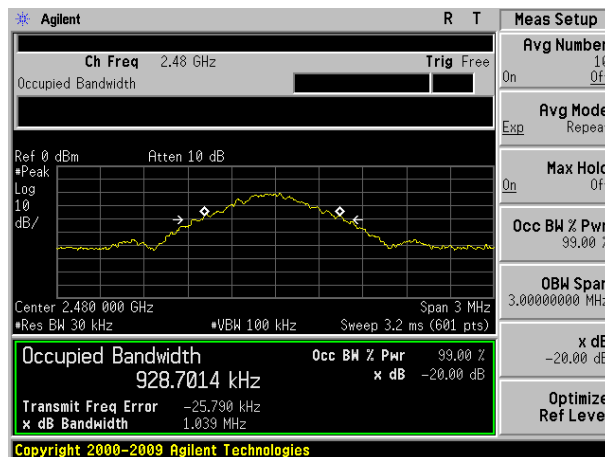 Agilent R T Meas Setup
Avg Number
10
On Off
Ch Freq 2.48 GHz Trig Free
Occupied Bandwidth
Avg Mode
Exp Repeat
Max Hold
On Off
Ref 0 dBm Atten 10 dB
#Peak
Log
10
dB/
Occ BW % Pwr
99.00 %
OBW Span
3.00000000 MHz
Center 2.480 000 GHz Span 3 MHz
#Res BW 30 kHz #VBW 100 kHz Sweep 3.2 ms (601 pts)
x dB
-20.00 dB
Occupied Bandwidth Occ BW % Pwr 99.00 %
928.7014 kHz x dB -20.00 dB
Transmit Freq Error -25.790 kHz
x dB Bandwidth 1.039 MHz
Optimize
Ref Level
Copyright 2000-2009 Agilent Technologies